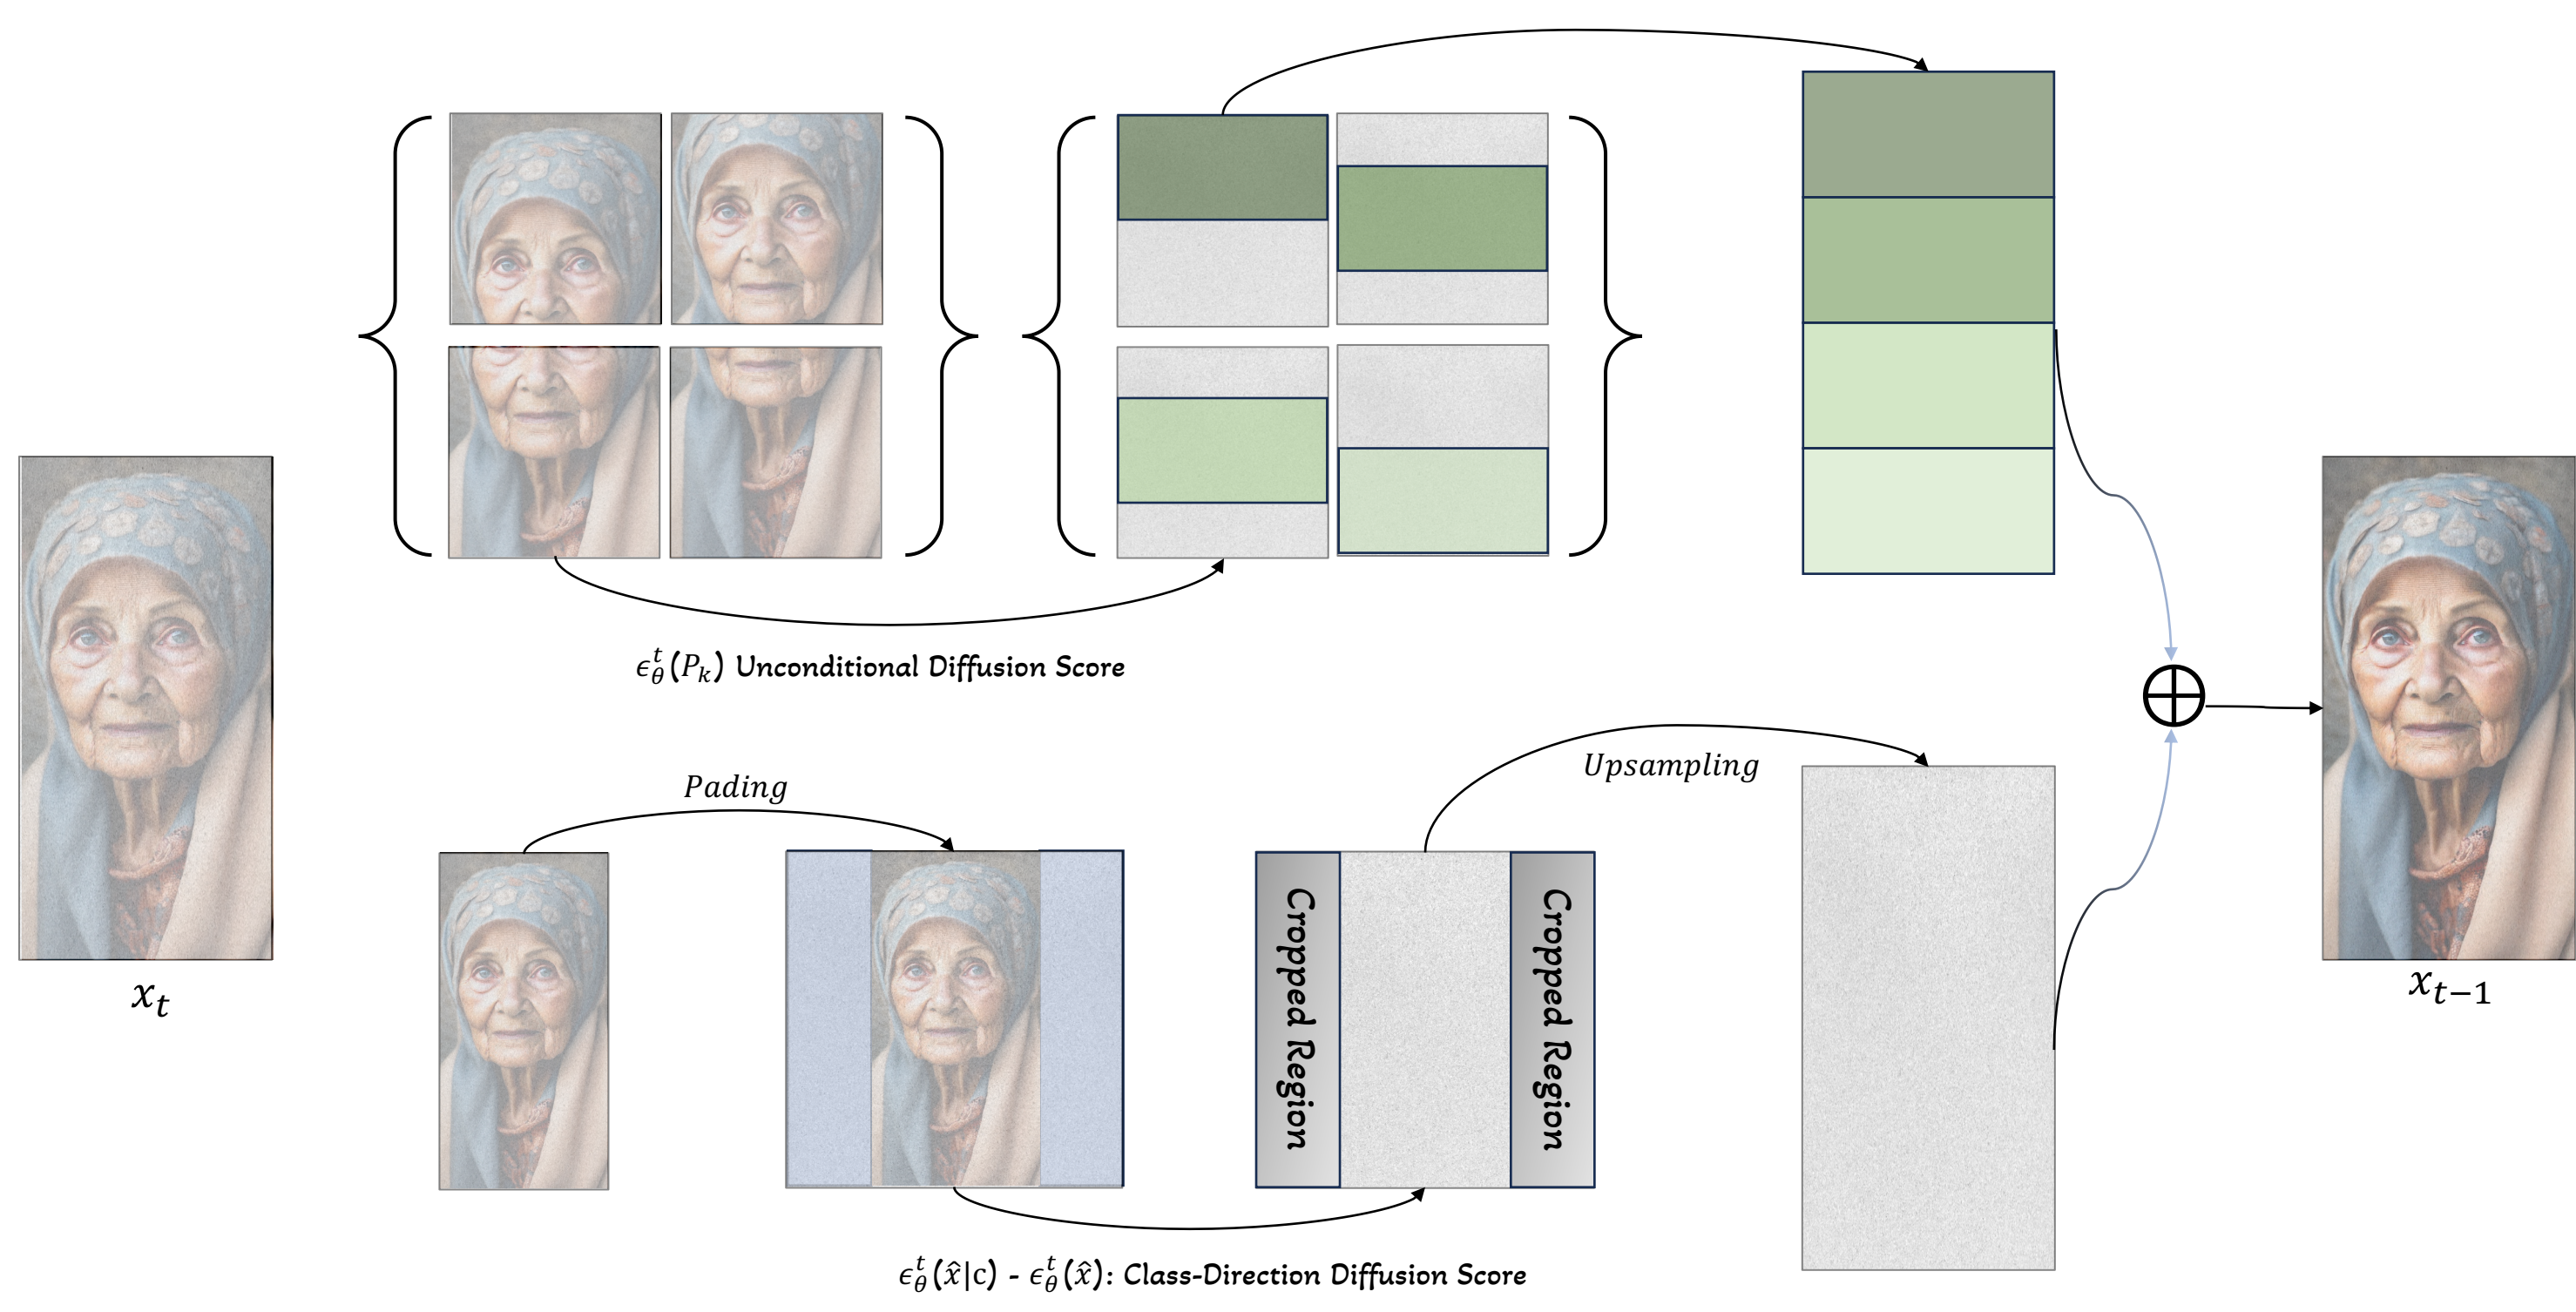 ϵ_θ^t(P_k) Unconditional Diffusion Score
x_t
Pading
Upsampling
Cropped Region
Cropped Region
x_{t−1}
ϵ_θ^t(x̂|c) - ϵ_θ^t(x̂): Class-Direction Diffusion Score